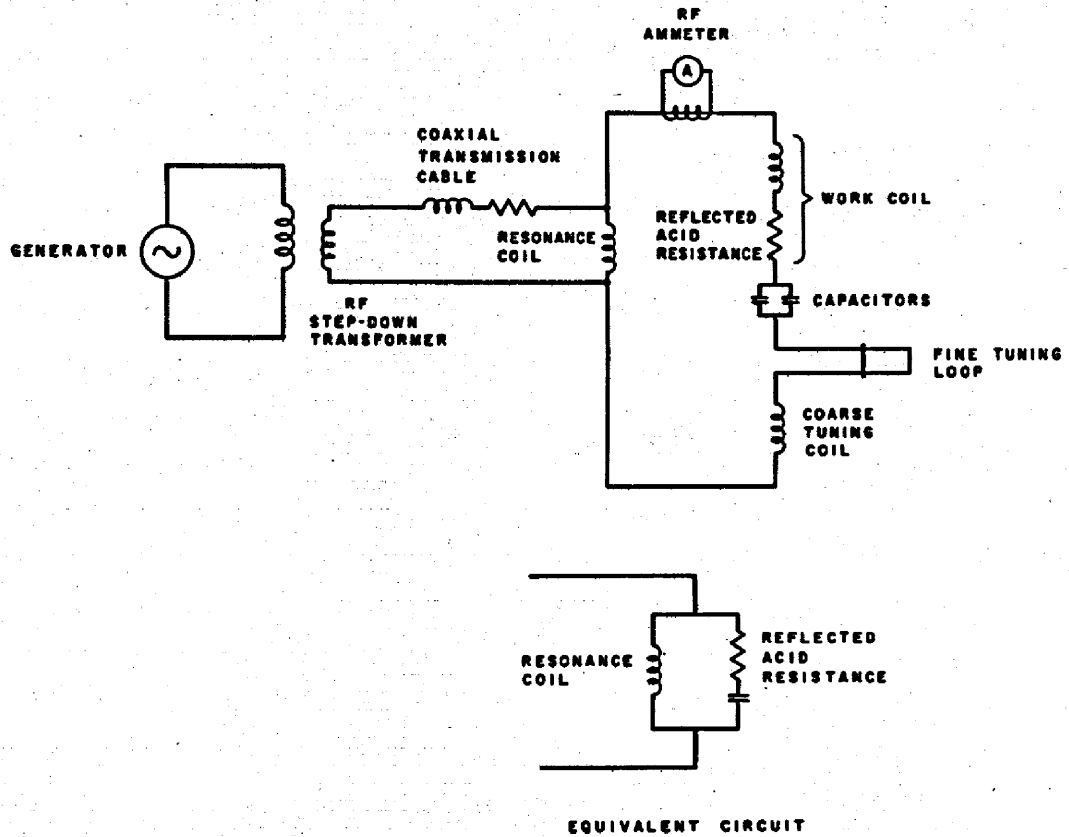 RF
AMMETER
A
COAXIAL
TRANSMISSION
CABLE
WORK COIL
REFLECTED
ACID
RESISTANCE
GENERATOR
RESONANCE
COIL
CAPACITORS
RF
STEP-DOWN
TRANSFORMER
FINE TUNING
LOOP
COARSE
TUNING
COIL
RESONANCE
COIL
REFLECTED
ACID
RESISTANCE
EQUIVALENT CIRCUIT